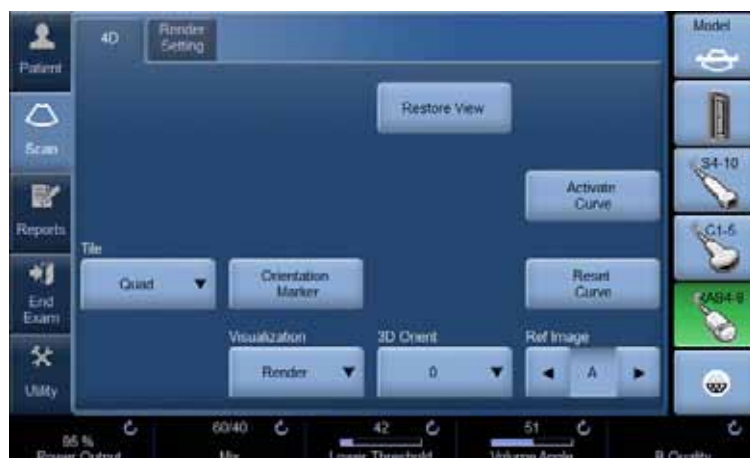 Patient
Scan
Reports
End
Exam
Utility
4D
Render
Setting
Restore View
Activate
Curve
Tile
Quad
Orientation
Marker
Reset
Curve
Visualization
Render
3D Orient
0
Ref Image
A
Model
S4-10
C1-5
95 %
Power Output
60/40
Mix
42
Lower Threshold
51
Volume Angle
B Quality